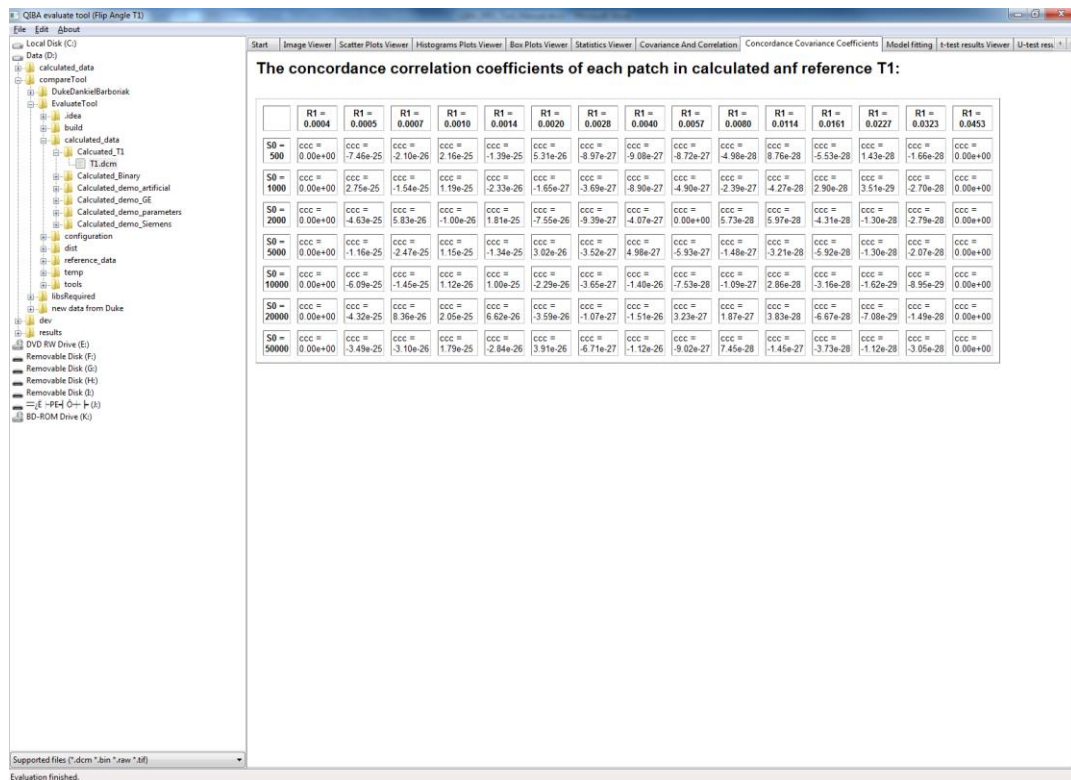 QIBA evaluate tool (Flip Angle T1)
File Edit About
Local Disk (C:)
Data (D:)
calculated_data
compareTool
DukeDankielBarboriak
EvaluateTool
.idea
build
calculated_data
Calcuated_T1
T1.dcm
Calculated_Binary
Calculated_demo_artificial
Calculated_demo_GE
Calculated_demo_parameters
Calculated_demo_Siemens
configuration
dist
reference_data
temp
tools
libsRequired
new data from Duke
dev
results
DVD RW Drive (E:)
Removable Disk (F:)
Removable Disk (G:)
Removable Disk (H:)
Removable Disk (I:)
BD-ROM Drive (K:)
Supported files (*.dcm *.bin *.raw *.tif)
Evaluation finished.
Start Image Viewer Scatter Plots Viewer Histograms Plots Viewer Box Plots Viewer Statistics Viewer Covariance And Correlation Concordance Covariance Coefficients Model fitting t-test results Viewer U-test resu
The concordance correlation coefficients of each patch in calculated anf reference T1:
R1 = R1 = R1 = R1 = R1 = R1 = R1 = R1 = R1 = R1 = R1 = R1 = R1 = R1 = R1 =
0.0004 0.0005 0.0007 0.0010 0.0014 0.0020 0.0028 0.0040 0.0057 0.0080 0.0114 0.0161 0.0227 0.0323 0.0453
S0 = ccc = ccc = ccc = ccc = ccc = ccc = ccc = ccc = ccc = ccc = ccc = ccc = ccc = ccc = ccc =
500 0.00e+00 -7.46e-25 -2.10e-26 2.16e-25 -1.39e-25 5.31e-26 -8.97e-27 -9.08e-27 -8.72e-27 -4.98e-28 8.76e-28 -5.53e-28 1.43e-28 -1.66e-28 0.00e+00
S0 = ccc = ccc = ccc = ccc = ccc = ccc = ccc = ccc = ccc = ccc = ccc = ccc = ccc = ccc = ccc =
1000 0.00e+00 2.75e-25 -1.54e-25 1.19e-25 -2.33e-26 -1.65e-27 -3.69e-27 -8.90e-27 -4.90e-27 -2.39e-27 -4.27e-28 2.90e-28 3.51e-29 -2.70e-28 0.00e+00
S0 = ccc = ccc = ccc = ccc = ccc = ccc = ccc = ccc = ccc = ccc = ccc = ccc = ccc = ccc = ccc =
2000 0.00e+00 -4.63e-25 5.83e-26 -1.00e-26 1.81e-25 -7.55e-26 -9.39e-27 -4.07e-27 0.00e+00 5.73e-28 5.97e-28 -4.31e-28 -1.30e-28 -2.79e-28 0.00e+00
S0 = ccc = ccc = ccc = ccc = ccc = ccc = ccc = ccc = ccc = ccc = ccc = ccc = ccc = ccc = ccc =
5000 0.00e+00 -1.16e-25 -2.47e-25 1.15e-25 -1.34e-25 3.02e-26 -3.52e-27 4.98e-27 -5.93e-27 -1.48e-27 -3.21e-28 -5.92e-28 -1.30e-28 -2.07e-28 0.00e+00
S0 = ccc = ccc = ccc = ccc = ccc = ccc = ccc = ccc = ccc = ccc = ccc = ccc = ccc = ccc = ccc =
10000 0.00e+00 -6.09e-25 -1.45e-25 1.12e-26 1.00e-25 -2.29e-26 -3.65e-27 -1.40e-26 -7.53e-28 -1.09e-27 2.86e-28 -3.16e-28 -1.62e-29 -8.95e-29 0.00e+00
S0 = ccc = ccc = ccc = ccc = ccc = ccc = ccc = ccc = ccc = ccc = ccc = ccc = ccc = ccc = ccc =
20000 0.00e+00 -4.32e-25 8.36e-26 2.05e-25 6.62e-26 -3.59e-26 -1.07e-27 -1.51e-26 3.23e-27 1.87e-27 3.83e-28 -6.67e-28 -7.08e-29 -1.49e-28 0.00e+00
S0 = ccc = ccc = ccc = ccc = ccc = ccc = ccc = ccc = ccc = ccc = ccc = ccc = ccc = ccc = ccc =
50000 0.00e+00 -3.49e-25 -3.10e-26 1.79e-25 -2.84e-26 3.91e-26 -6.71e-27 -1.12e-26 -9.02e-27 7.45e-28 -1.45e-27 -3.73e-28 -1.12e-28 -3.05e-28 0.00e+00